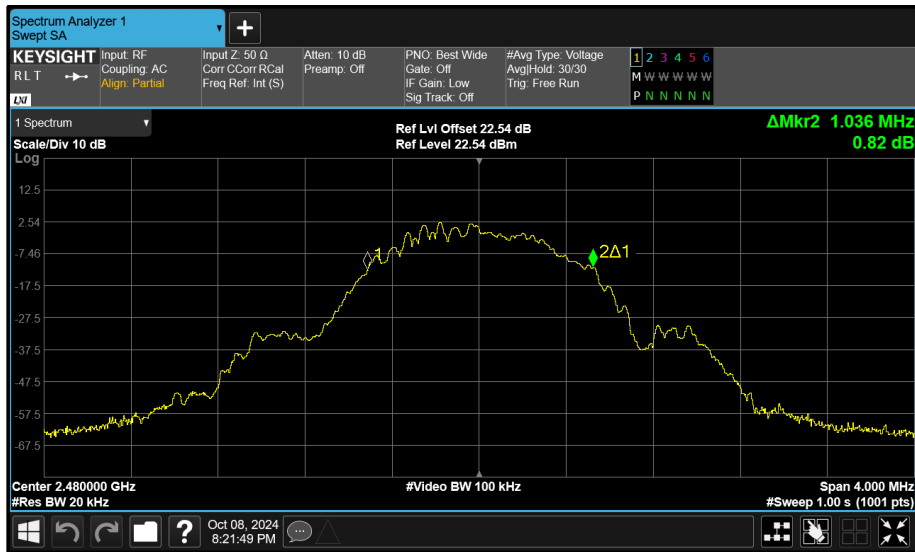 Spectrum Analyzer 1
Swept SA
+
KEYSIGHT
RLT
LXI
Input: RF
Coupling: AC
Align: Partial
Input Z: 50 Ω
Corr CCorr RCal
Freq Ref: Int (S)
Atten: 10 dB
Preamp: Off
PNO: Best Wide
Gate: Off
IF Gain: Low
Sig Track: Off
#Avg Type: Voltage
Avg|Hold: 30/30
Trig: Free Run
1 2 3 4 5 6
M W W W W W
P N N N N N
1 Spectrum
Scale/Div 10 dB
Log
Ref Lvl Offset 22.54 dB
Ref Level 22.54 dBm
ΔMkr2 1.036 MHz
0.82 dB
12.5
2.54
-7.46
-17.5
-27.5
-37.5
-47.5
-57.5
-67.5
1
2Δ1
Center 2.480000 GHz
#Res BW 20 kHz
#Video BW 100 kHz
Span 4.000 MHz
#Sweep 1.00 s (1001 pts)
?
Oct 08, 2024
8:21:49 PM